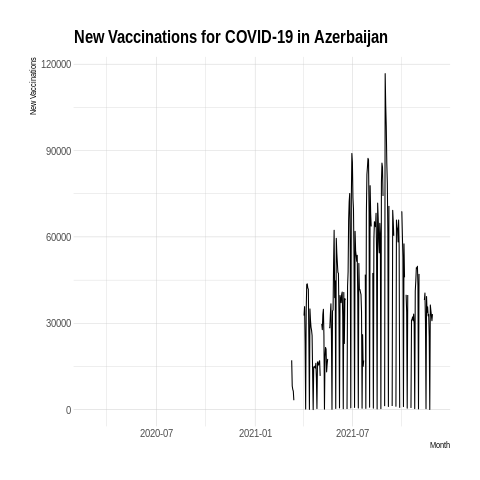 New Vaccinations for COVID-19 in Azerbaijan
New Vaccinations
120000
90000
60000
30000
0
2020-07 2021-01 2021-07
Month